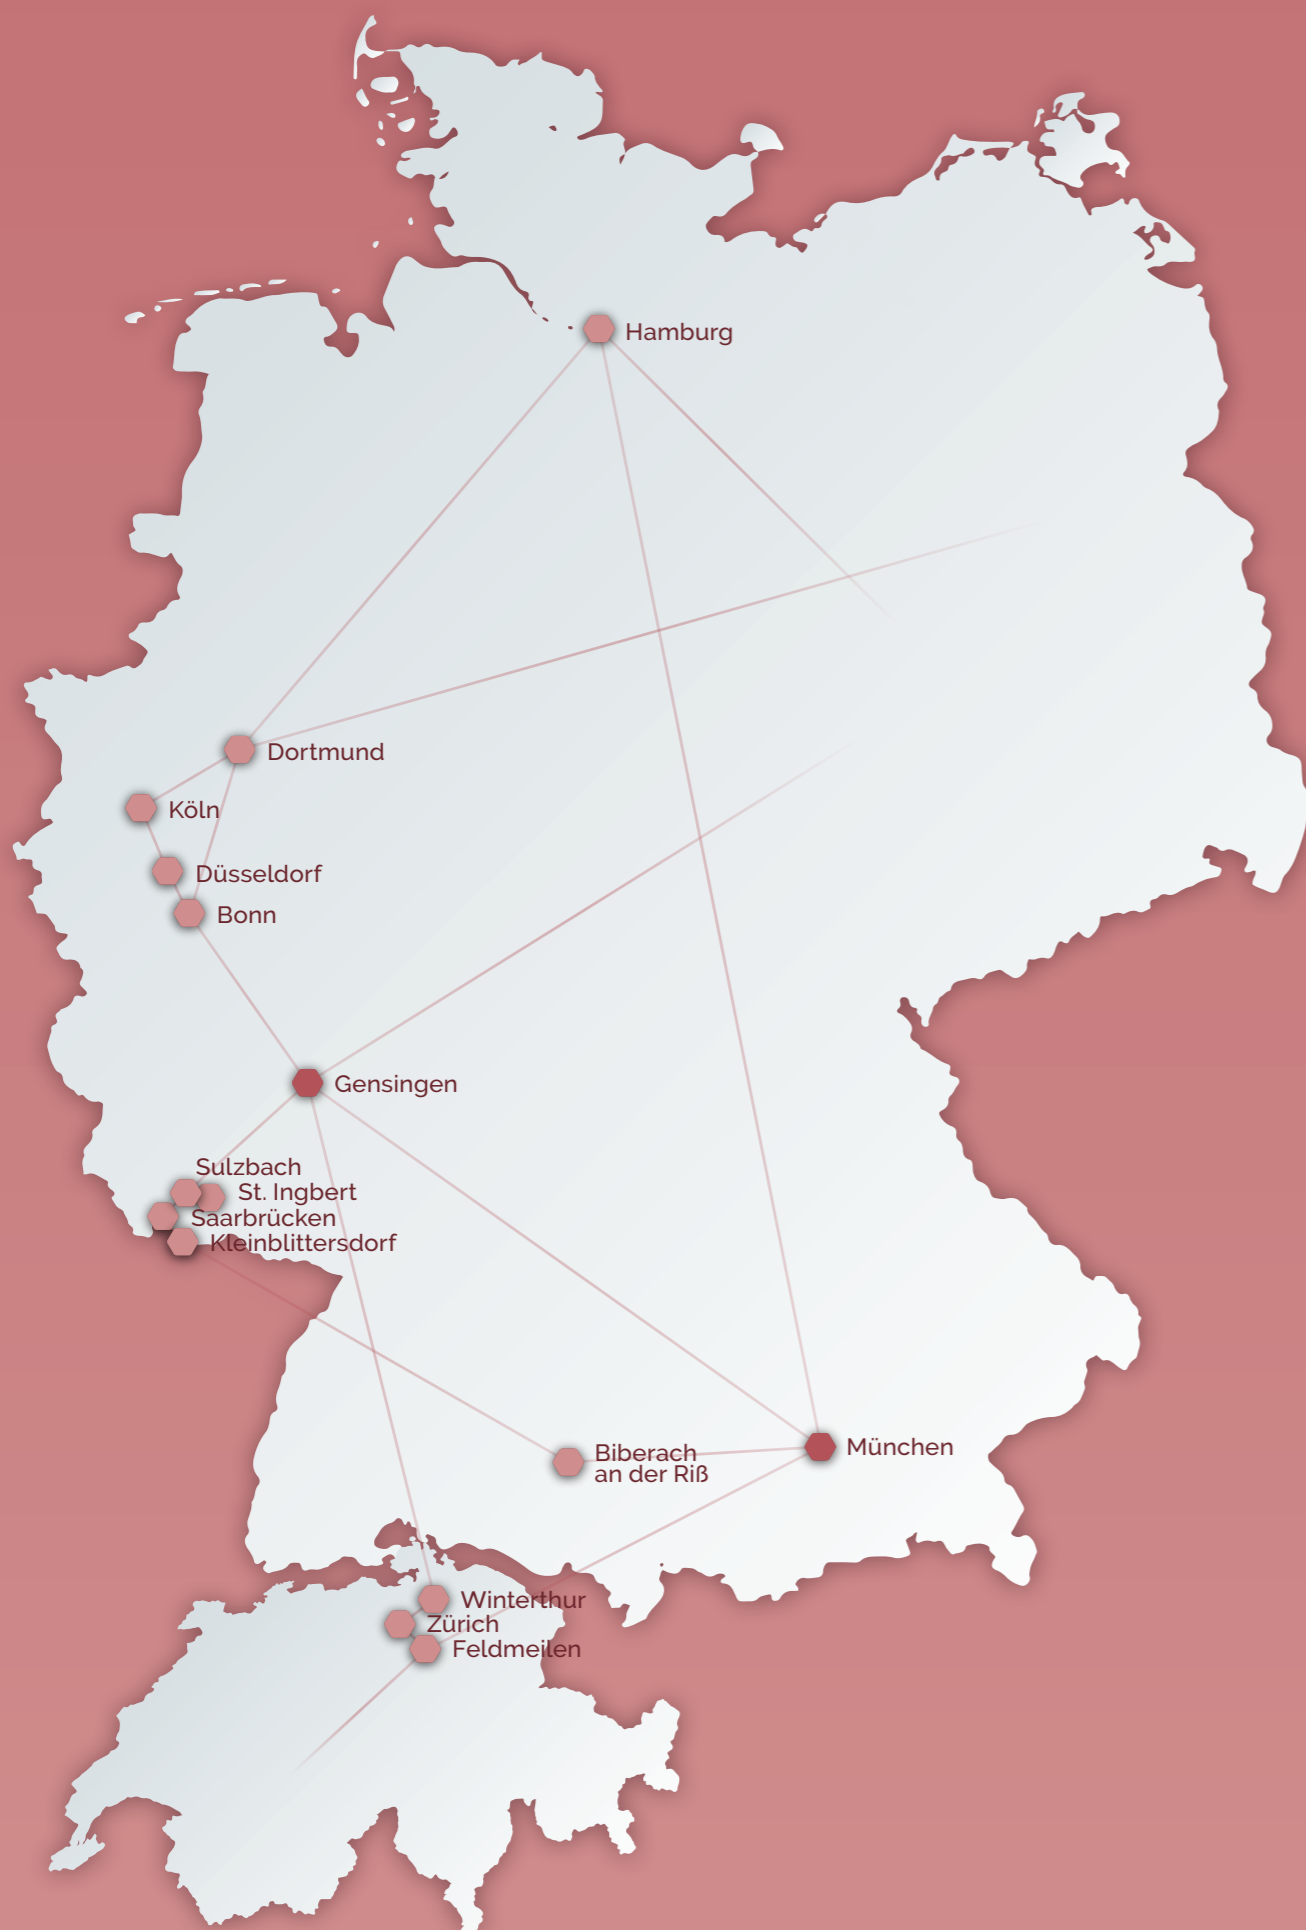 Hamburg
Dortmund
Köln
Düsseldorf
Bonn
Gensingen
Sulzbach
St. Ingbert
Saarbrücken
Kleinblittersdorf
Biberach
an der Riß
München
Winterthur
Zürich
Feldmeilen